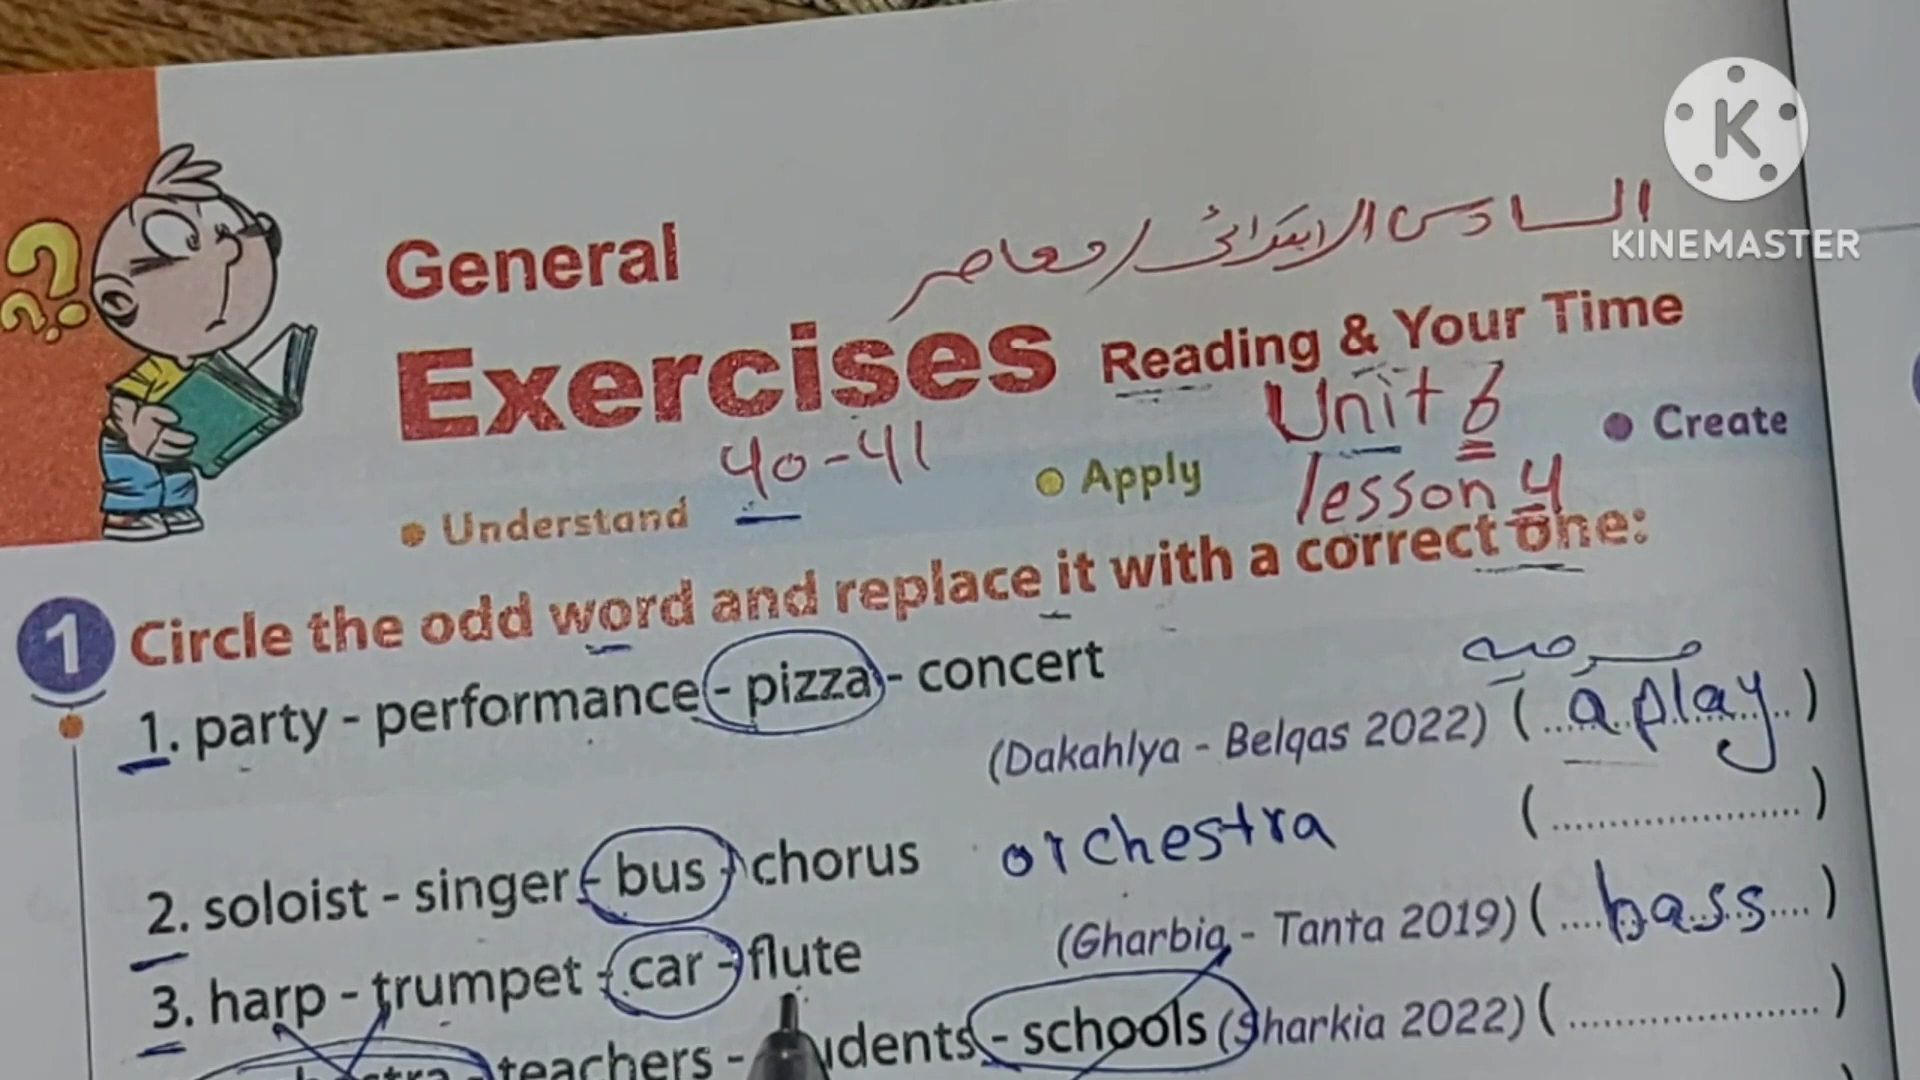 KINEMASTER
السادس الابتدائى / معاصر
General
Exercises Reading & Your Time
40-41 Unit 6
Understand Apply Create
lesson 4
1 Circle the odd word and replace it with a correct one:
1. party - performance - pizza - concert
(Dakahlya - Belqas 2022) (a play)
2. soloist - singer - bus - chorus orchestra (....................)
(Gharbia - Tanta 2019) (bass)
3. harp - trumpet - car - flute
teachers - schools (Sharkia 2022) (....................)